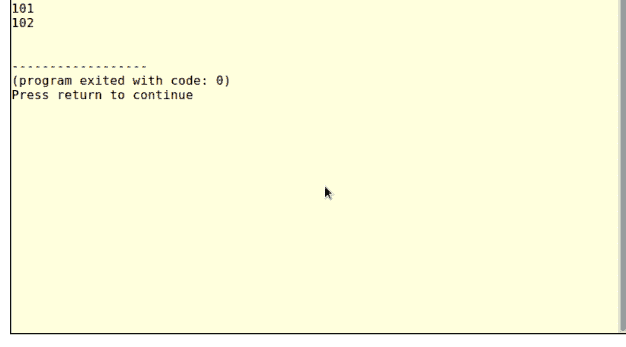 101
102
------------------
(program exited with code: 0)
Press return to continue